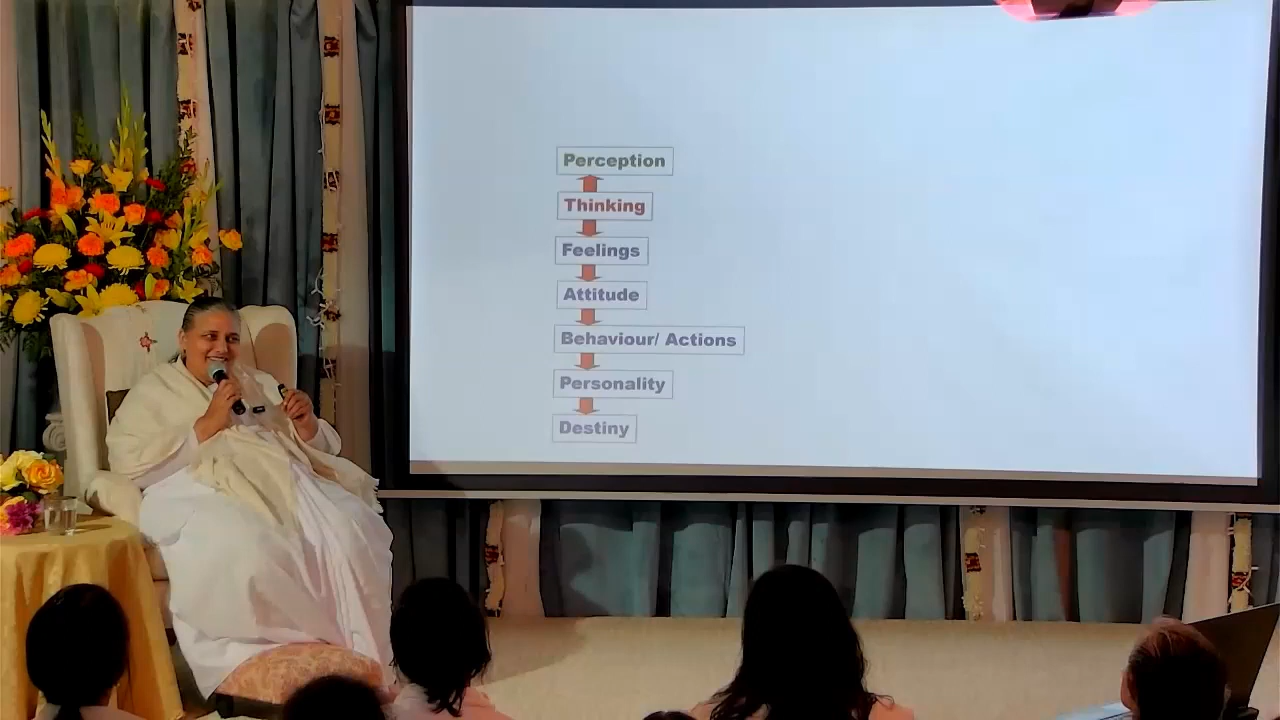 Perception
Thinking
Feelings
Attitude
Behaviour/ Actions
Personality
Destiny